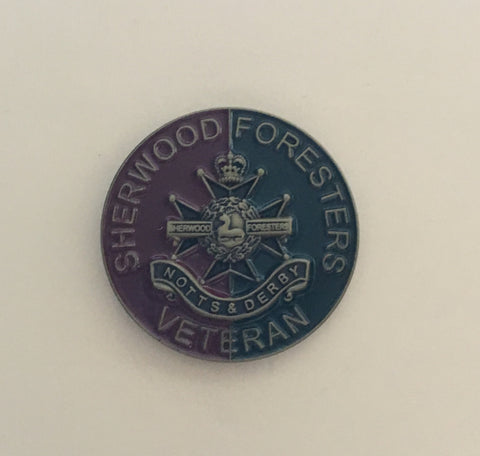 SHERWOOD FORESTERS
SHERWOOD FORESTERS
NOTTS & DERBY
VETERAN